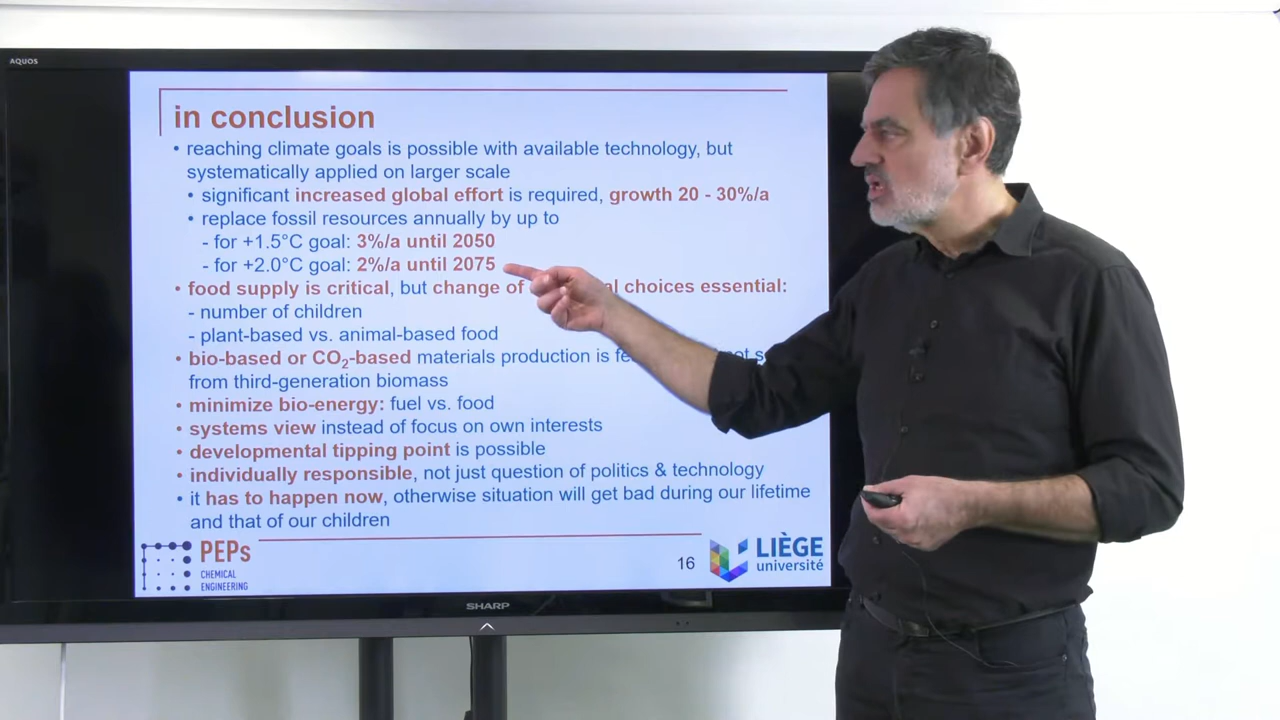 AQUOS
in conclusion
• reaching climate goals is possible with available technology, but
systematically applied on larger scale
• significant increased global effort is required, growth 20 - 30%/a
• replace fossil resources annually by up to
- for +1.5°C goal: 3%/a until 2050
- for +2.0°C goal: 2%/a until 2075
• food supply is critical, but change of choices essential:
- number of children
- plant-based vs. animal-based food
• bio-based or CO₂-based materials production is
from third-generation biomass
• minimize bio-energy: fuel vs. food
• systems view instead of focus on own interests
• developmental tipping point is possible
• individually responsible, not just question of politics & technology
• it has to happen now, otherwise situation will get bad during our lifetime
and that of our children
PEPs
CHEMICAL
ENGINEERING
16
LIÈGE
université
SHARP